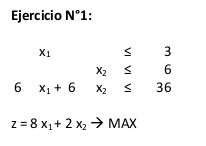 Ejercicio N°1:
x₁ ≤ 3
x₂ ≤ 6
6 x₁ + 6 x₂ ≤ 36
z = 8 x₁ + 2 x₂ → MAX